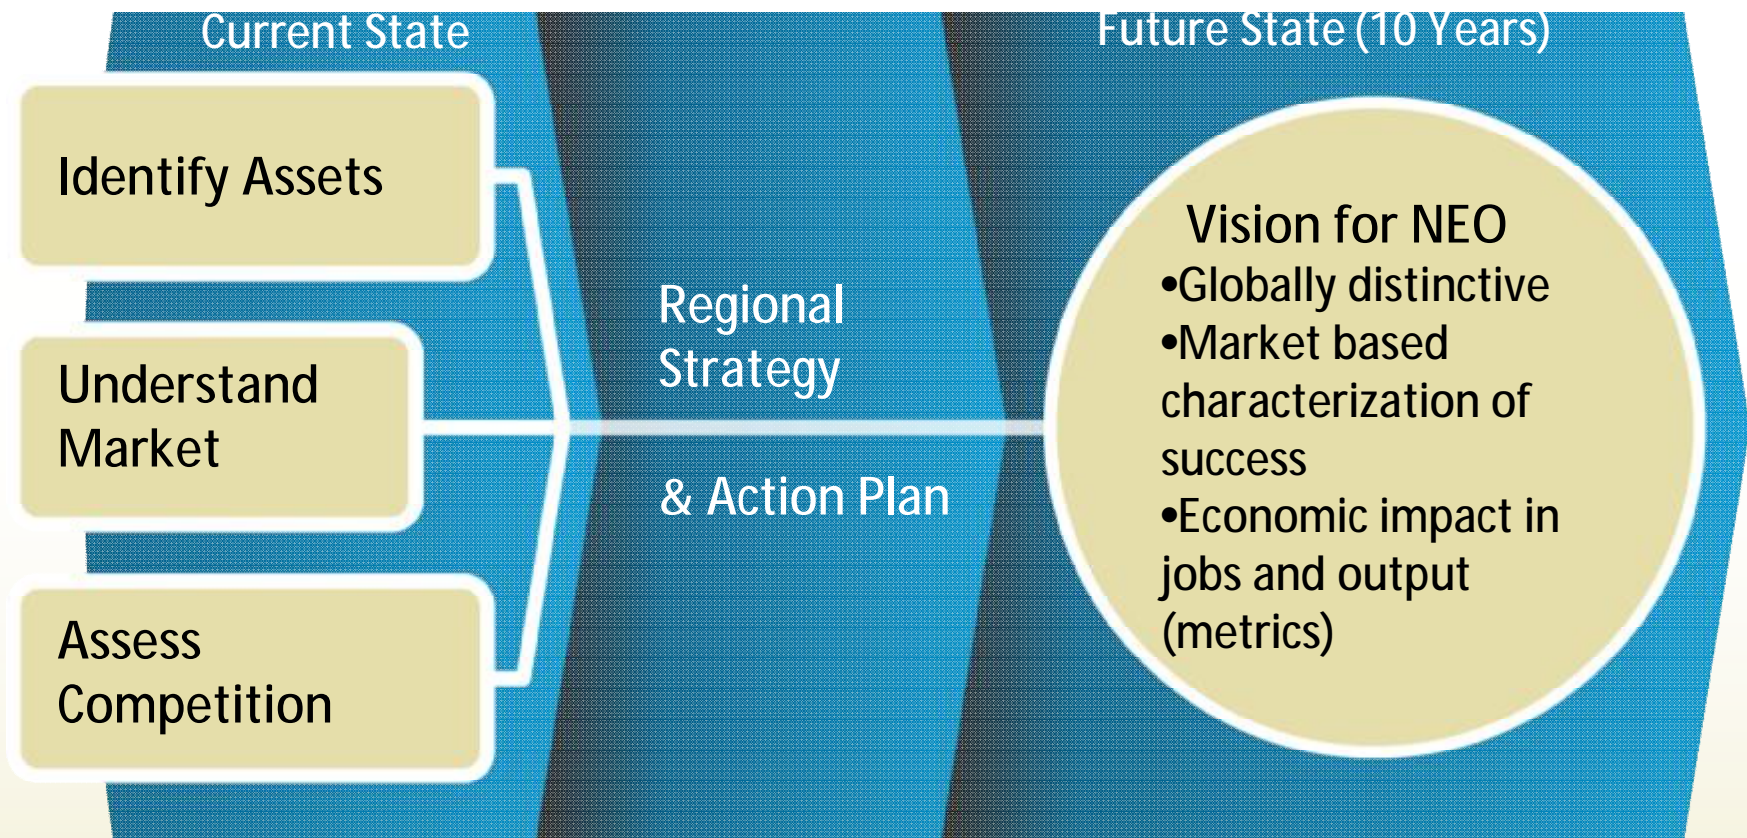 Current State
Future State (10 Years)
Identify Assets
Understand
Market
Assess
Competition
Regional
Strategy
& Action Plan
Vision for NEO
•Globally distinctive
•Market based
characterization of
success
•Economic impact in
jobs and output
(metrics)